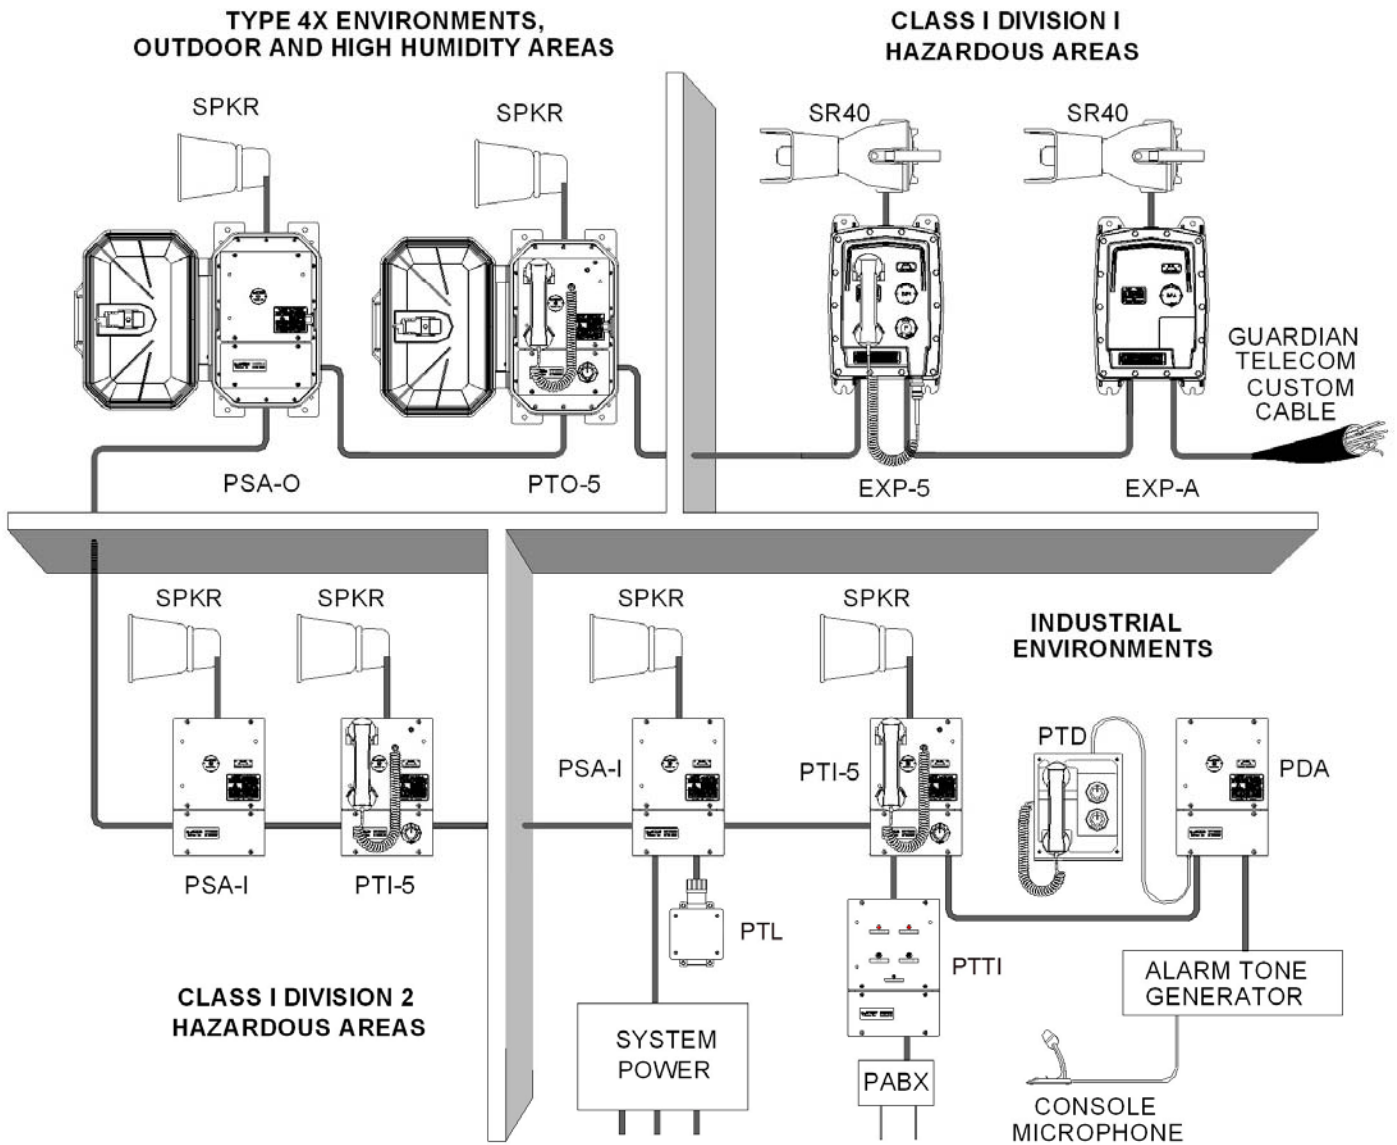 TYPE 4X ENVIRONMENTS,
OUTDOOR AND HIGH HUMIDITY AREAS
CLASS I DIVISION I
HAZARDOUS AREAS
SPKR
SPKR
SR40
SR40
GUARDIAN
TELECOM
CUSTOM
CABLE
PSA-O
PTO-5
EXP-5
EXP-A
SPKR
SPKR
SPKR
SPKR
INDUSTRIAL
ENVIRONMENTS
PSA-I
PTI-5
PTD
PDA
PSA-I
PTI-5
PTL
PTTI
ALARM TONE
GENERATOR
CLASS I DIVISION 2
HAZARDOUS AREAS
SYSTEM
POWER
PABX
CONSOLE
MICROPHONE